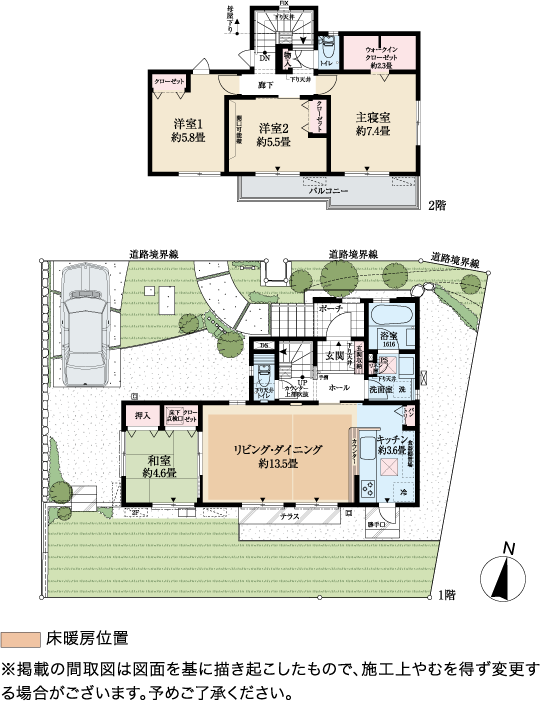 FIX
下り天井
母屋下り
DN
物入
トイレ
ウォークイン
クローゼット
約2.3畳
クローゼット
廊下
下り天井
洋室1
約5.8畳
洋室2
約5.5畳
クローゼット
主寝室
約7.4畳
バルコニー
2階
道路境界線
道路境界線
道路境界線
ポーチ
浴室
1616
DS
玄関
下り天井
玄関収納
下り天井
トイレ
UP
カウンター
上部吹抜
手摺
ホール
PS
下り天井
洗面室
洗
押入
床下
点検口
クローゼット
和室
約4.6畳
リビング・ダイニング
約13.5畳
カウンター
キッチン
約3.6畳
パントリー
冷
テラス
勝手口
N
1階
床暖房位置
※掲載の間取図は図面を基に描き起こしたもので、施工上やむを得ず変更す
る場合がございます。予めご了承ください。